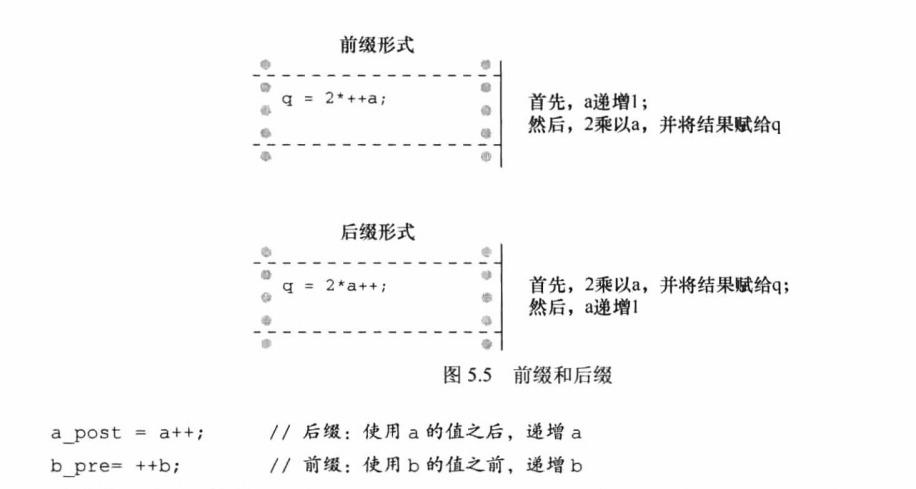 前缀形式
q = 2*++a;
首先，a递增1；
然后，2乘以a，并将结果赋给q
后缀形式
q = 2*a++;
首先，2乘以a，并将结果赋给q；
然后，a递增1
图 5.5 前缀和后缀
a_post = a++; // 后缀：使用 a 的值之后，递增 a
b_pre= ++b; // 前缀：使用 b 的值之前，递增 b